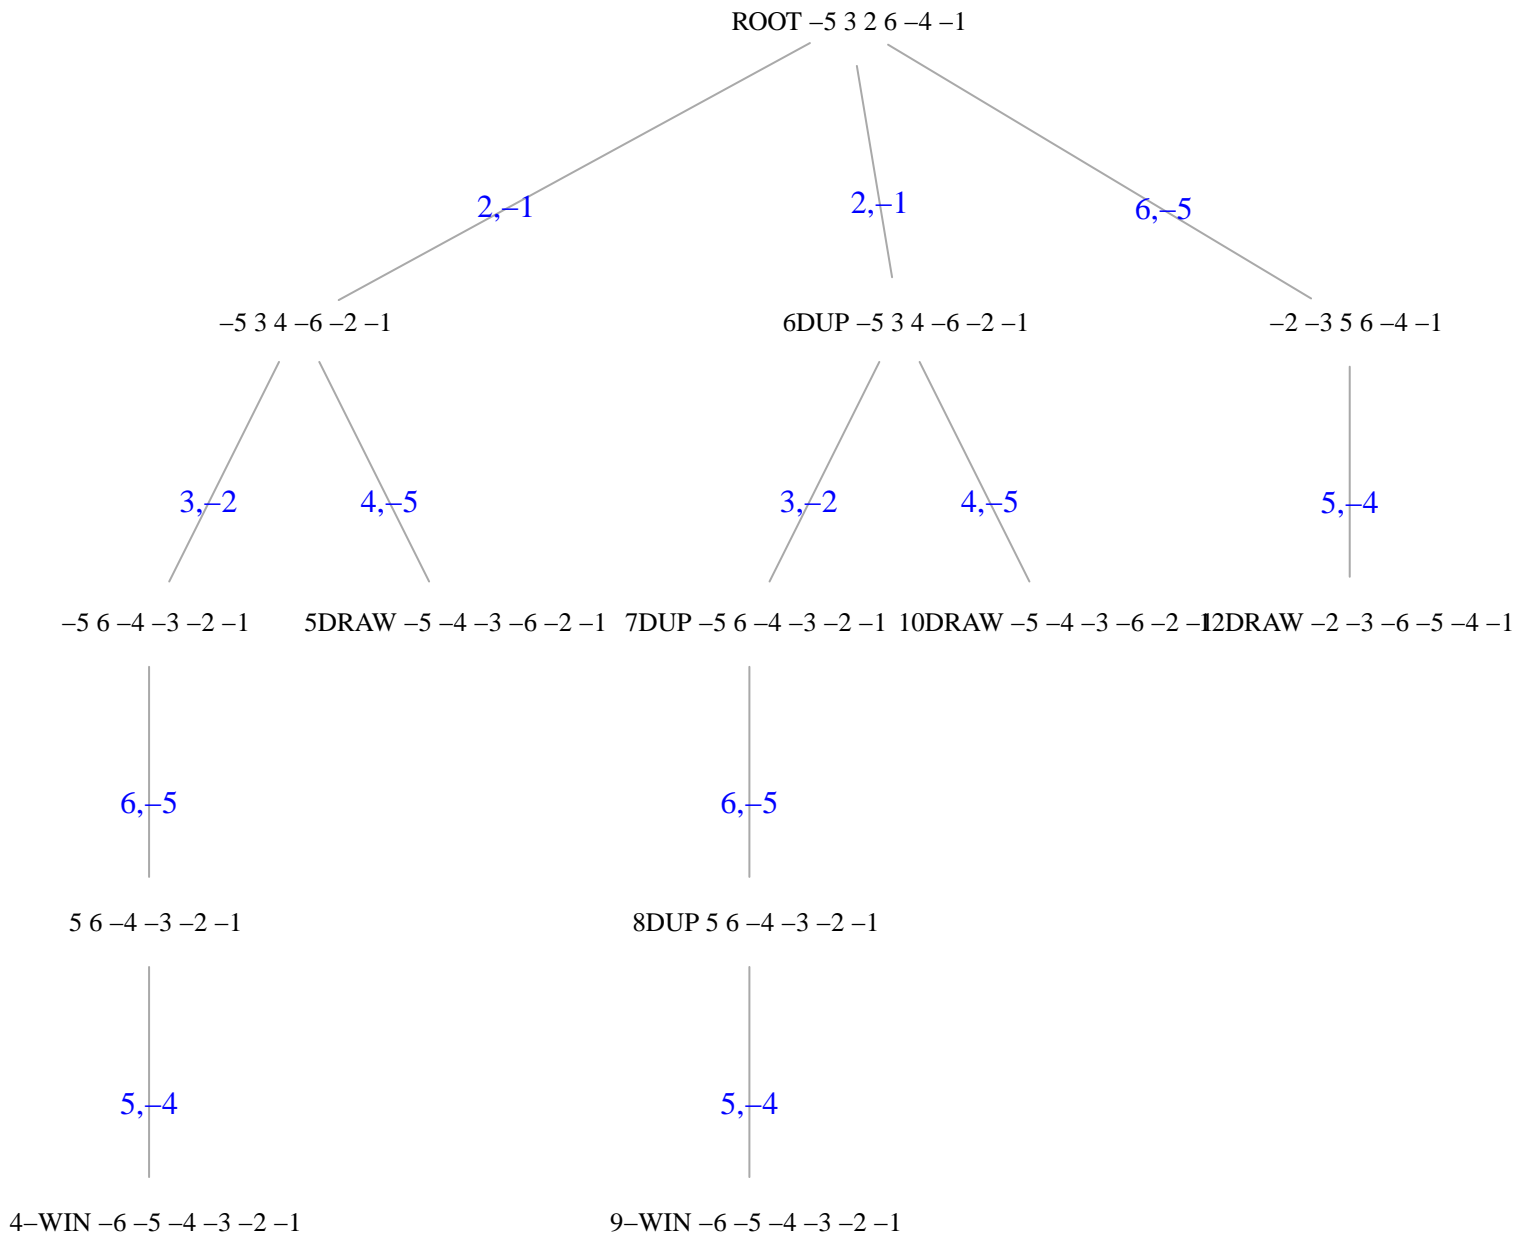 ROOT –5 3 2 6 –4 –1
2,–1 2,–1 6,–5
–5 3 4 –6 –2 –1 6DUP –5 3 4 –6 –2 –1 –2 –3 5 6 –4 –1
3,–2 4,–5 3,–2 4,–5 5,–4
–5 6 –4 –3 –2 –1 5DRAW –5 –4 –3 –6 –2 –1 7DUP –5 6 –4 –3 –2 –1 10DRAW –5 –4 –3 –6 –2 –1 12DRAW –2 –3 –6 –5 –4 –1
6,–5 6,–5
5 6 –4 –3 –2 –1 8DUP 5 6 –4 –3 –2 –1
5,–4 5,–4
4–WIN –6 –5 –4 –3 –2 –1 9–WIN –6 –5 –4 –3 –2 –1